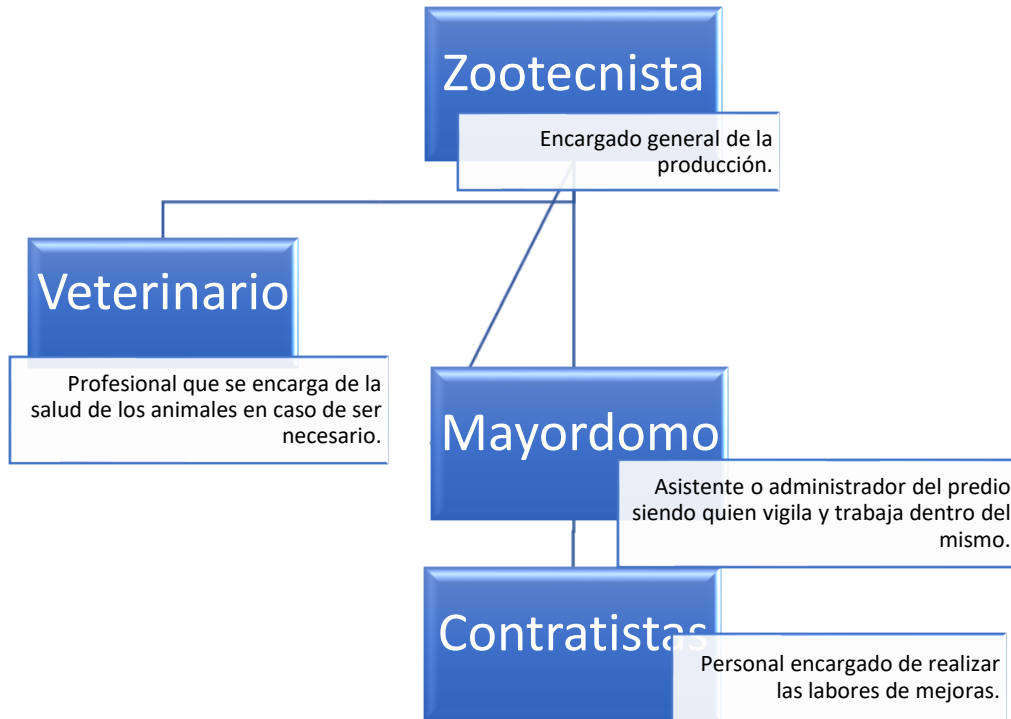 Zootecnista
Encargado general de la
producción.
Veterinario
Profesional que se encarga de la
salud de los animales en caso de ser
necesario.
Mayordomo
Asistente o administrador del predio
siendo quien vigila y trabaja dentro del
mismo.
Contratistas
Personal encargado de realizar
las labores de mejoras.